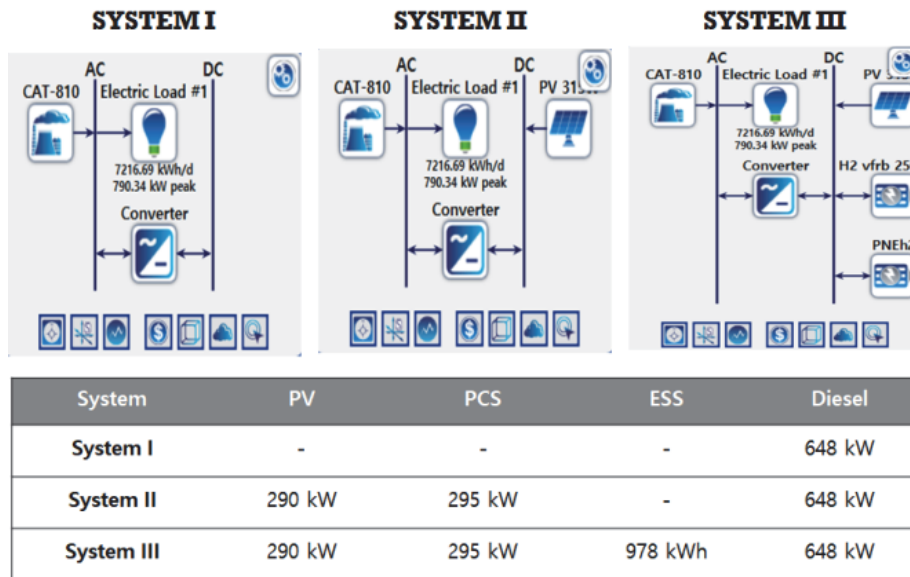 SYSTEM I
SYSTEM II
SYSTEM III
AC
DC
CAT-810
Electric Load #1
7216.69 kWh/d
790.34 kW peak
Converter
AC
DC
CAT-810
Electric Load #1
7216.69 kWh/d
790.34 kW peak
Converter
AC
DC
CAT-810
Electric Load #1
PV
7216.69 kWh/d
790.34 kW peak
Converter
H2 vfrb 25
System PV PCS ESS Diesel
System I - - - 648 kW
System II 290 kW 295 kW - 648 kW
System III 290 kW 295 kW 978 kWh 648 kW